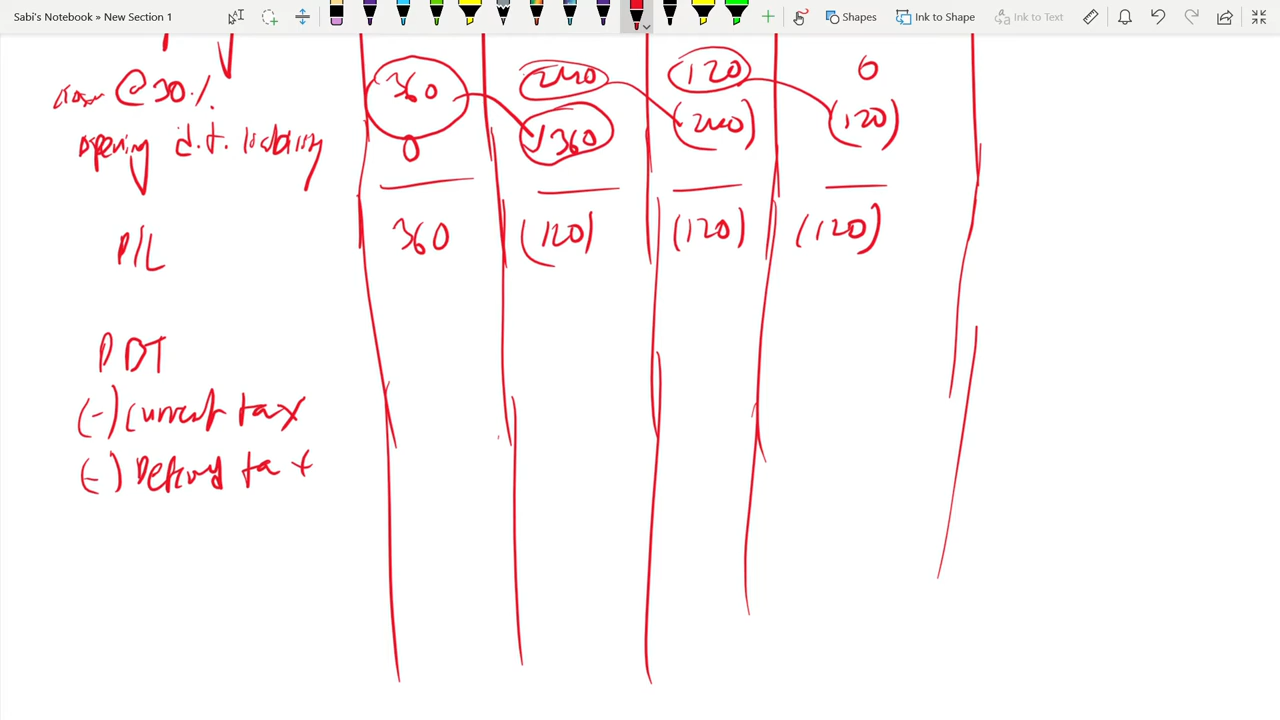 Sabi's Notebook > New Section 1
Shapes
Ink to Shape
Ink to Text
@ 30% 360 240 120 0
opening d.t. liability 0 (360) (240) (120)
P/L 360 (120) (120) (120)
PBT
(-) Current tax
(-) Deferred tax